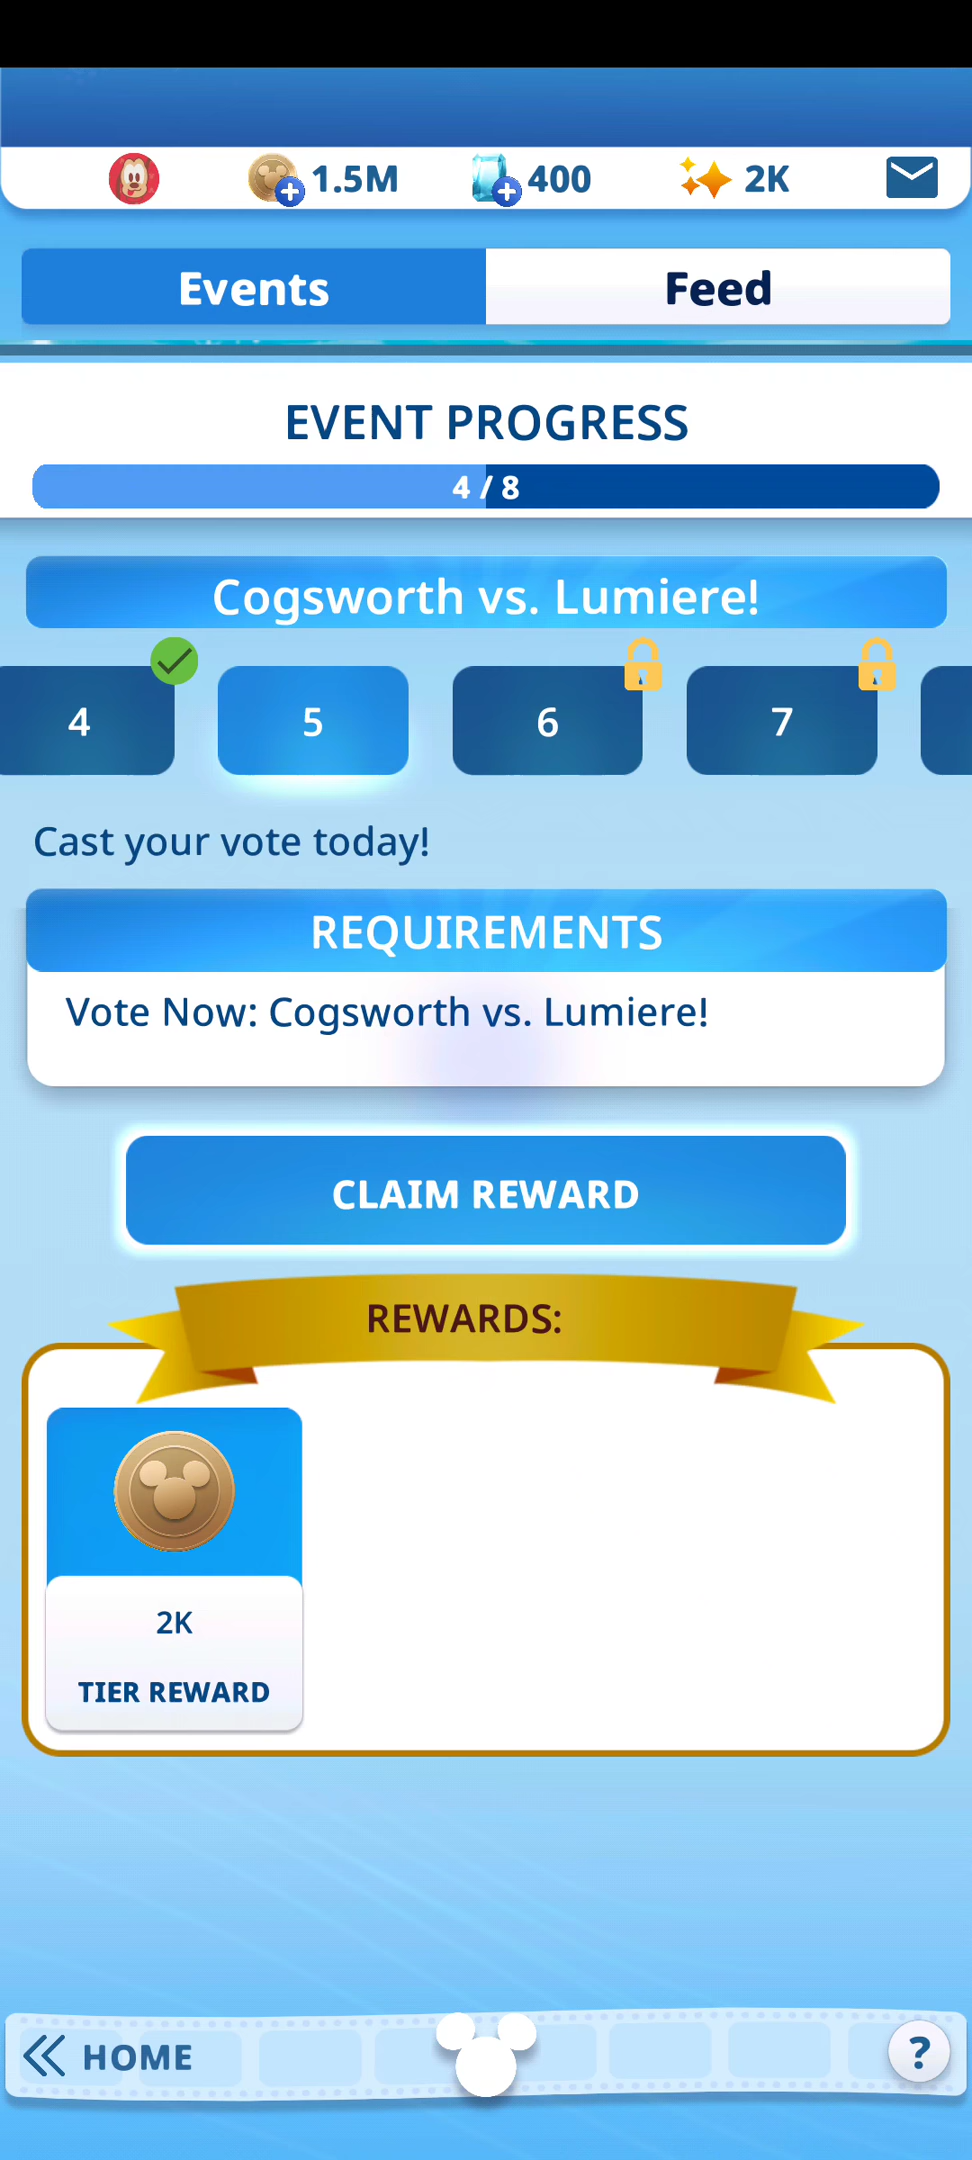 1.5M 400 2K
Events Feed
EVENT PROGRESS
4 / 8
Cogsworth vs. Lumiere!
4 5 6 7
Cast your vote today!
REQUIREMENTS
Vote Now: Cogsworth vs. Lumiere!
CLAIM REWARD
REWARDS:
2K
TIER REWARD
HOME ?